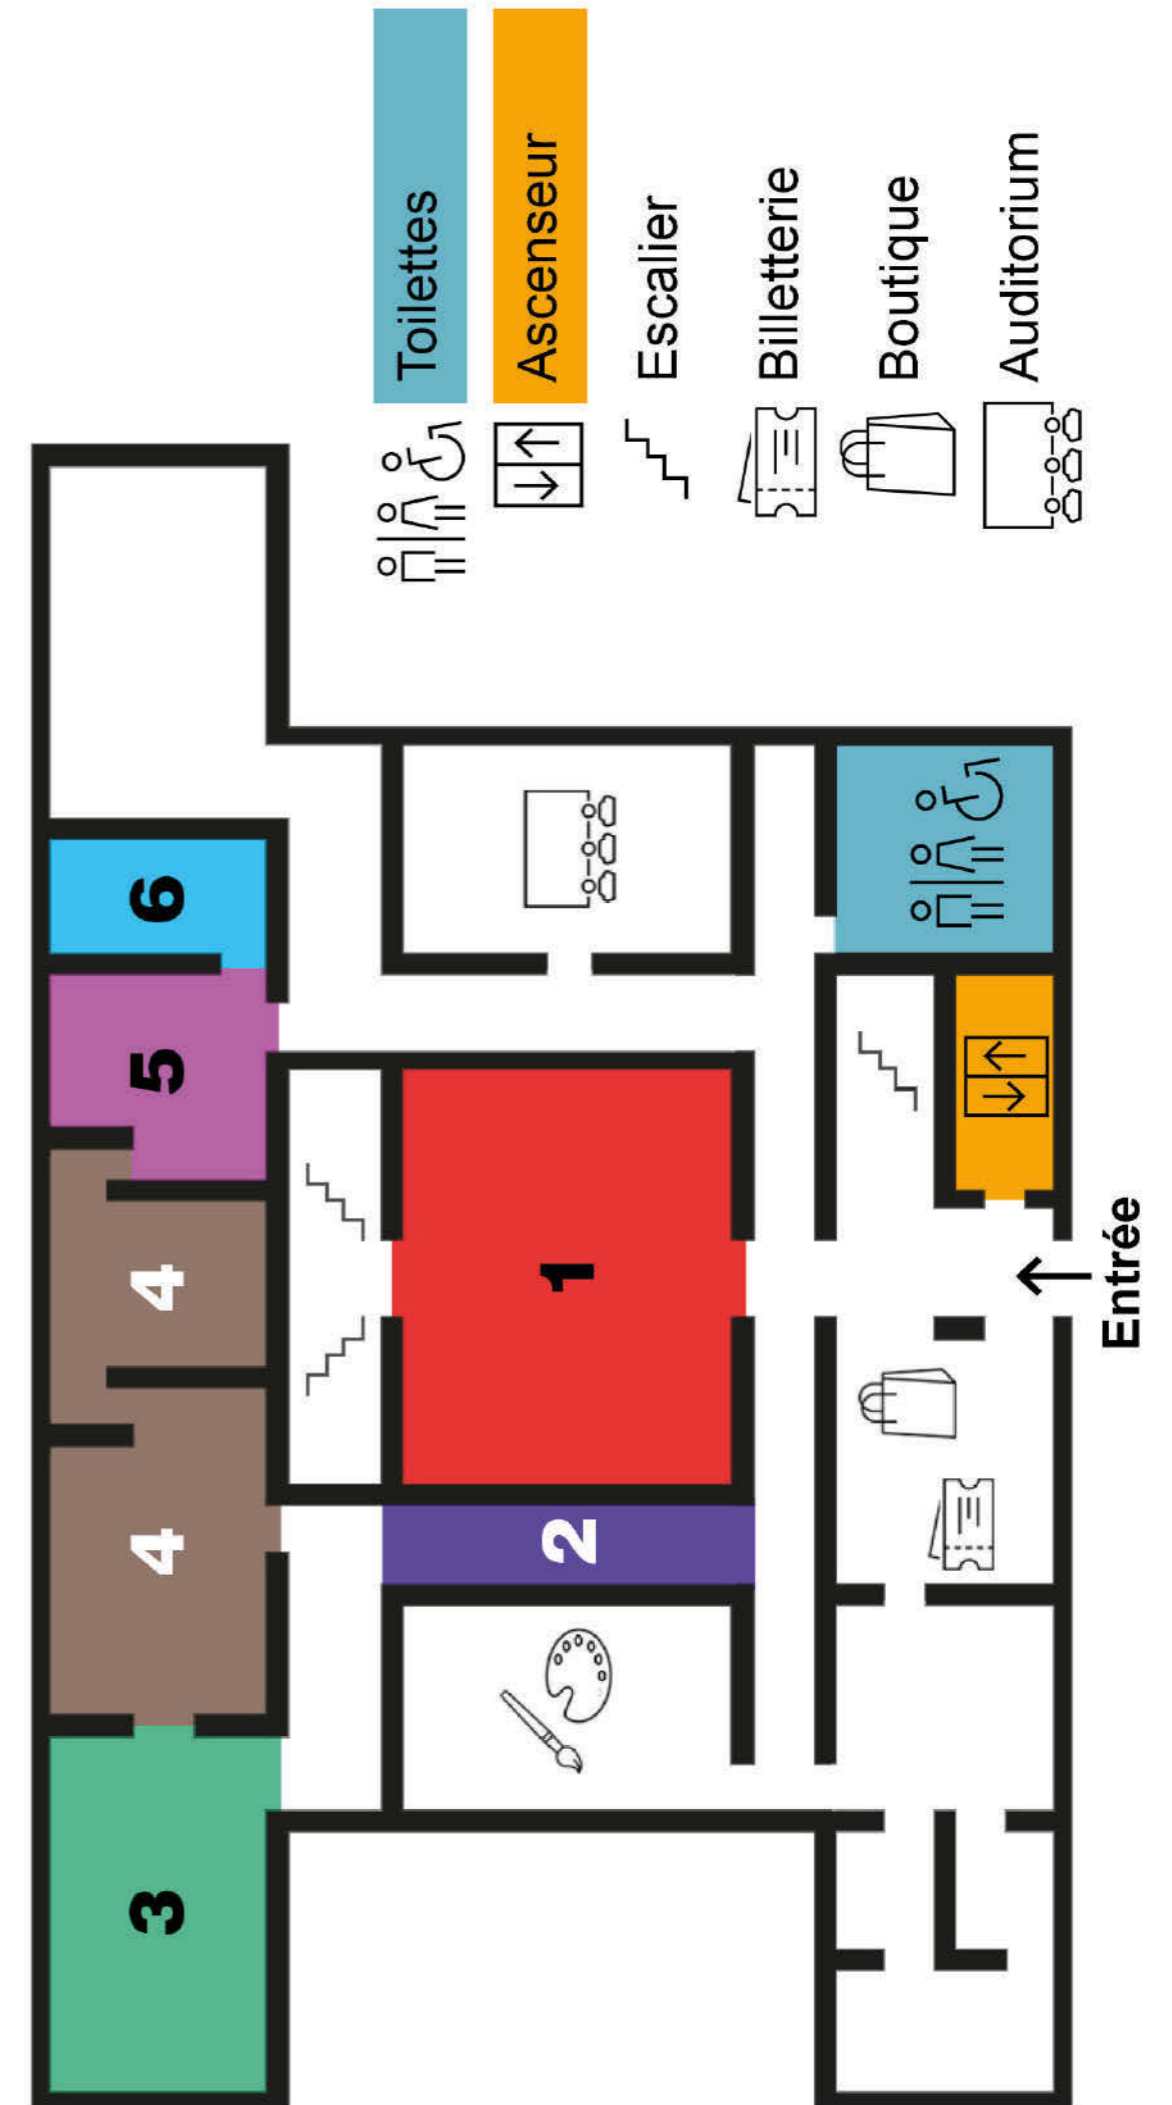 Toilettes
Ascenseur
Escalier
Billetterie
Boutique
Auditorium
3
4
4
5
6
2
1
Entrée